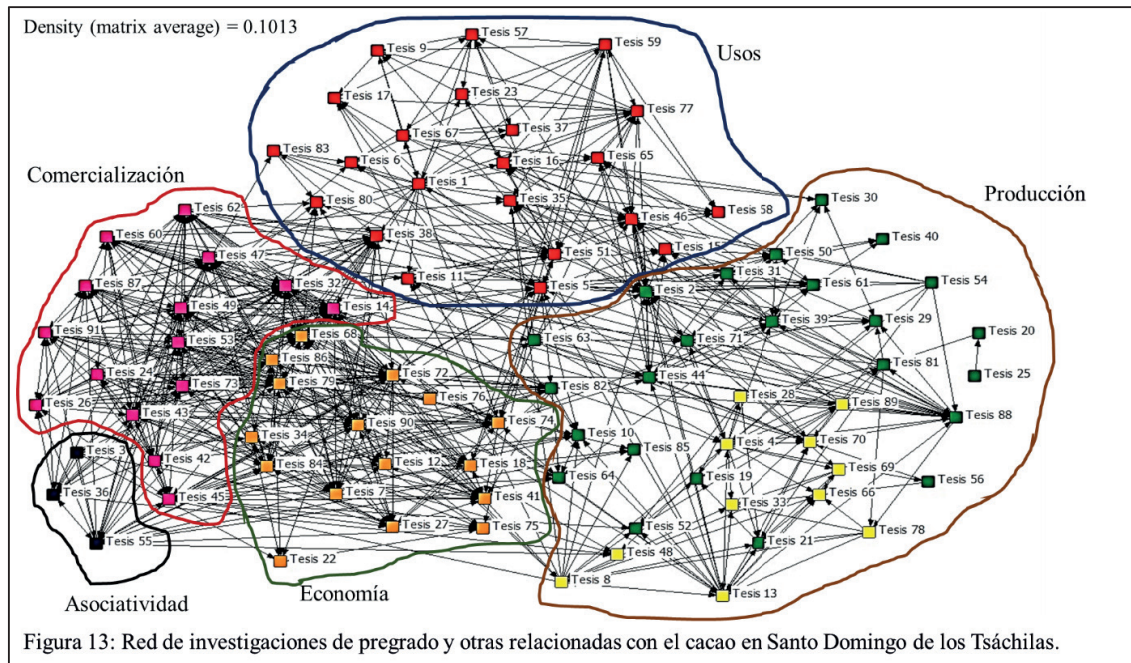 Density (matrix average) = 0.1013
Usos
Tesis 57
Tesis 9
Tesis 59
Tesis 17
Tesis 23
Tesis 77
Tesis 67
Tesis 37
Tesis 83
Tesis 6
Tesis 16
Tesis 65
Tesis 1
Tesis 80
Tesis 35
Tesis 46
Tesis 58
Tesis 38
Tesis 51
Tesis 15
Tesis 11
Tesis 5
Comercialización
Tesis 62
Tesis 60
Tesis 47
Tesis 87
Tesis 32
Tesis 49
Tesis 14
Tesis 91
Tesis 53
Tesis 24
Tesis 73
Tesis 26
Tesis 43
Tesis 42
Tesis 45
Producción
Tesis 30
Tesis 40
Tesis 50
Tesis 31
Tesis 54
Tesis 2
Tesis 61
Tesis 39
Tesis 29
Tesis 20
Tesis 63
Tesis 71
Tesis 81
Tesis 25
Tesis 82
Tesis 44
Tesis 28
Tesis 89
Tesis 88
Tesis 10
Tesis 85
Tesis 4
Tesis 70
Tesis 64
Tesis 19
Tesis 69
Tesis 56
Tesis 33
Tesis 66
Tesis 52
Tesis 21
Tesis 78
Tesis 48
Tesis 8
Tesis 13
Tesis 68
Tesis 86
Tesis 72
Tesis 79
Tesis 76
Tesis 90
Tesis 74
Tesis 34
Tesis 84
Tesis 12
Tesis 18
Tesis 7
Tesis 41
Tesis 27
Tesis 75
Tesis 22
Economía
Tesis 3
Tesis 36
Tesis 55
Asociatividad
Figura 13: Red de investigaciones de pregrado y otras relacionadas con el cacao en Santo Domingo de los Tsáchilas.